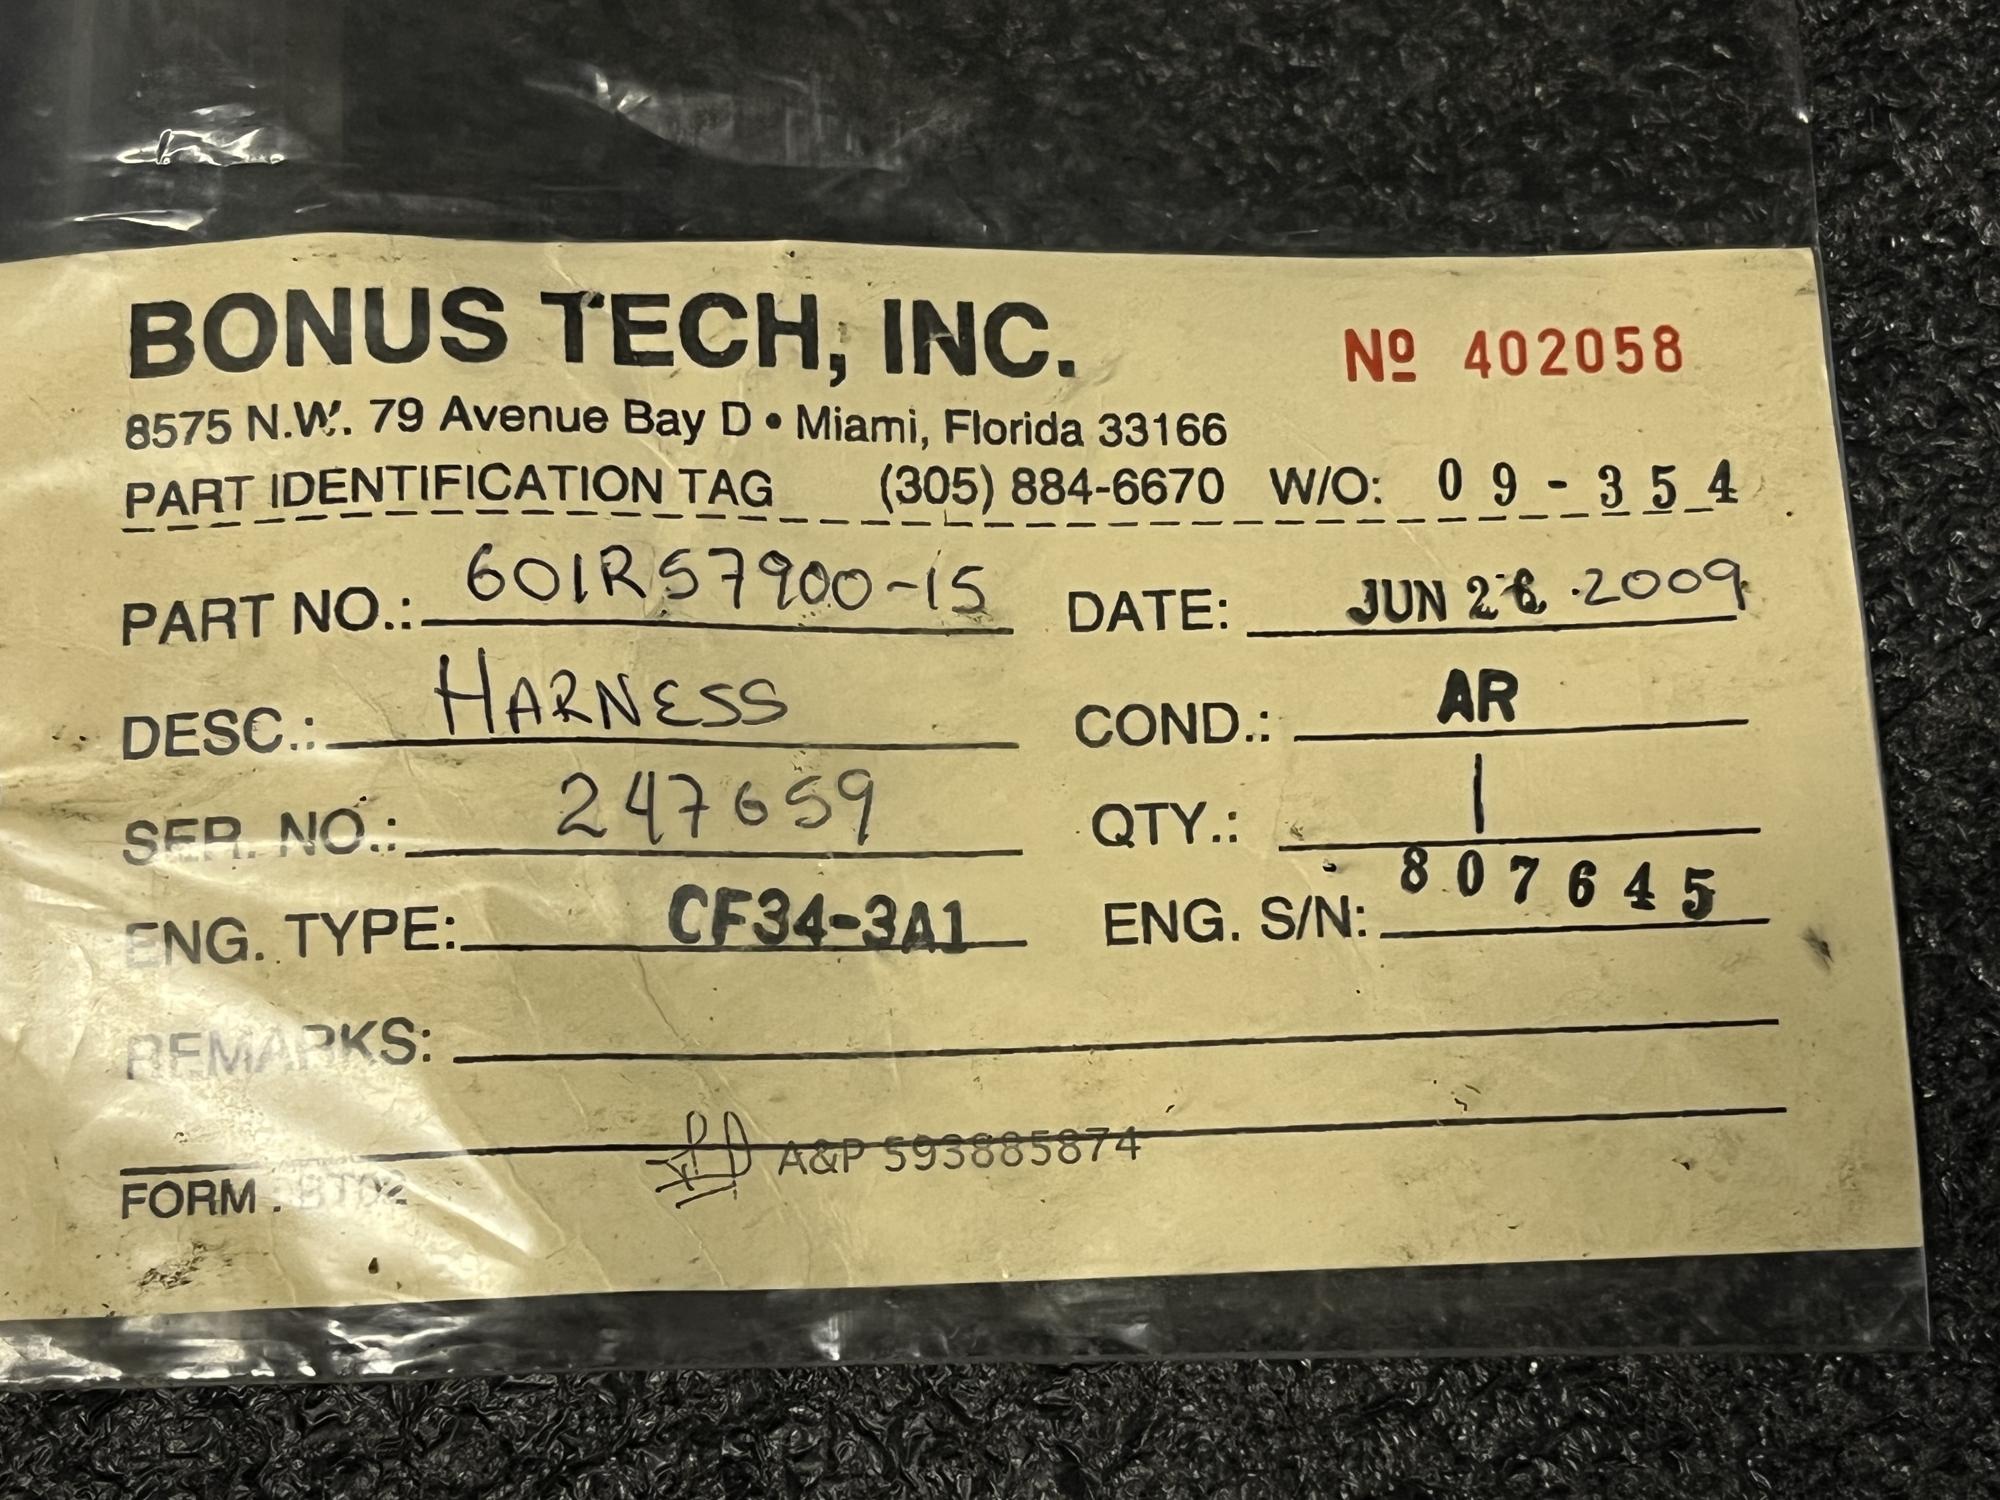 BONUS TECH, INC.
Nº 402058
8575 N.W. 79 Avenue Bay D • Miami, Florida 33166
PART IDENTIFICATION TAG (305) 884-6670 W/O: 09-354
PART NO.: 601R57900-15 DATE: JUN 26 2009
DESC.: HARNESS COND.: AR
SER. NO.: 247659 QTY.: 1
ENG. TYPE: CF34-3A1 ENG. S/N: 807645
REMARKS:
A&P 593885874
FORM . BT02